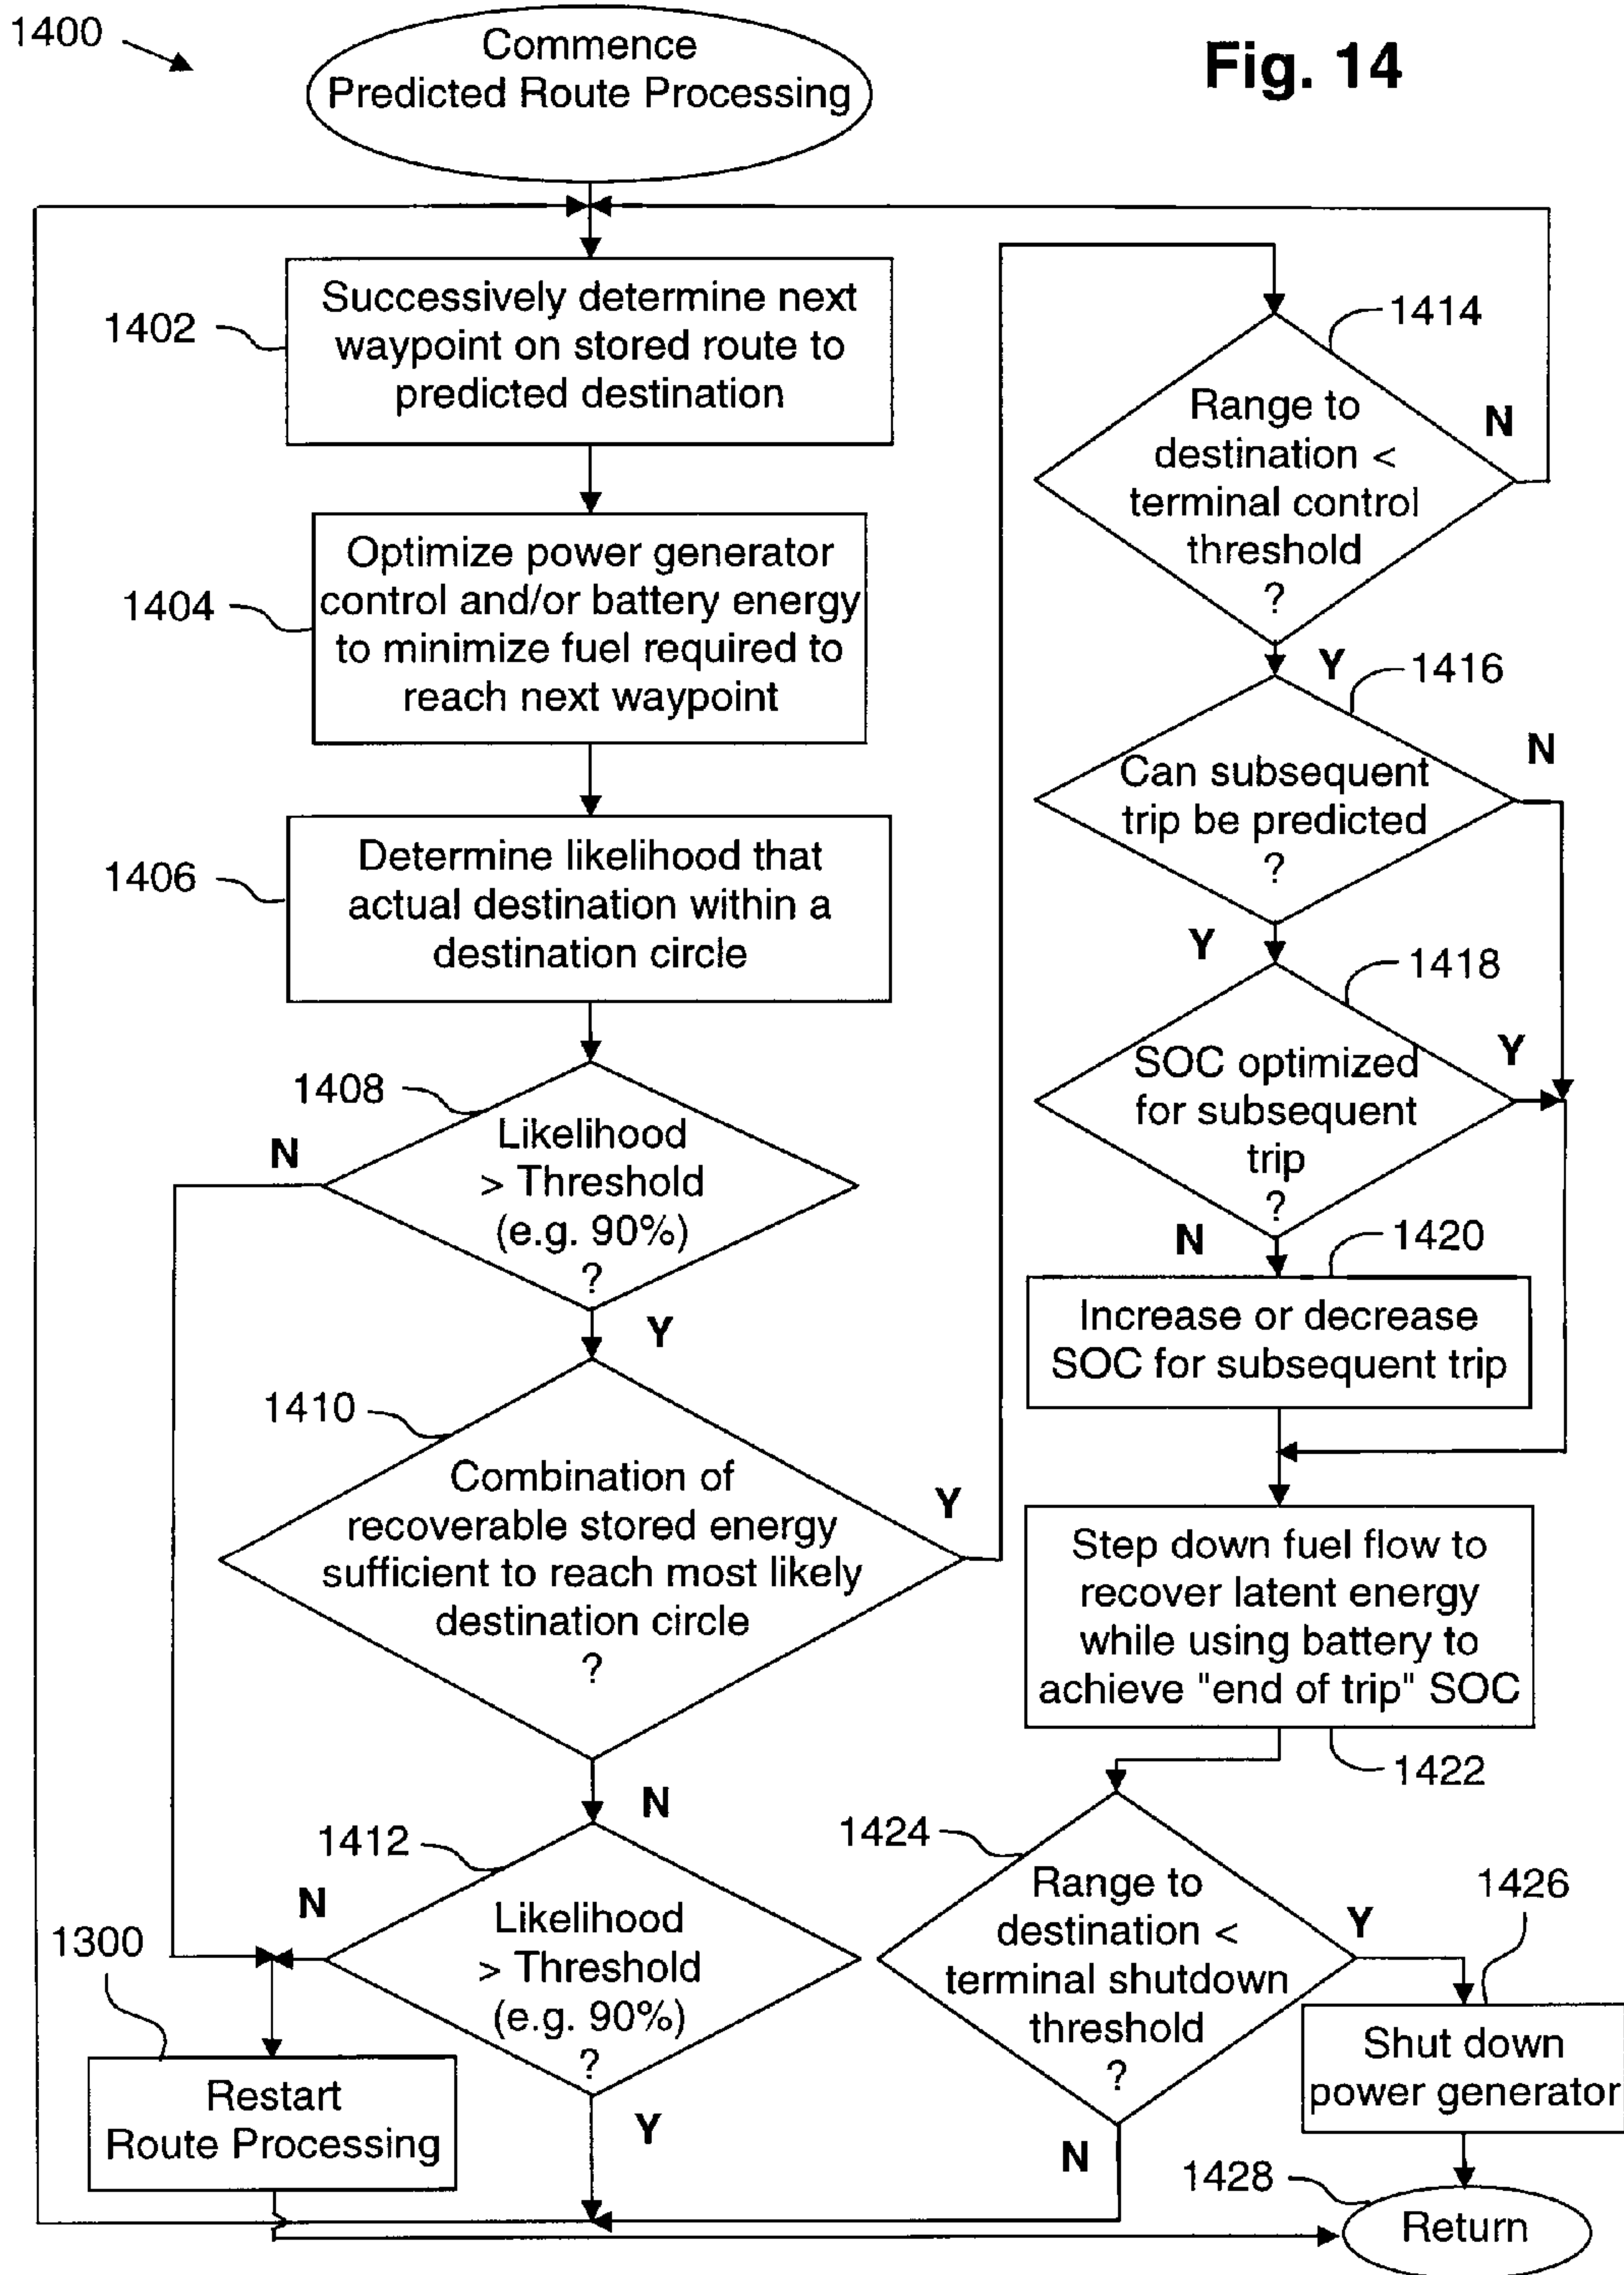 1400
Commence
Predicted Route Processing
Fig. 14
1402
Successively determine next
waypoint on stored route to
predicted destination
1404
Optimize power generator
control and/or battery energy
to minimize fuel required to
reach next waypoint
1406
Determine likelihood that
actual destination within a
destination circle
1408
N
Likelihood
> Threshold
(e.g. 90%)
?
Y
1410
Combination of
recoverable stored energy
sufficient to reach most likely
destination circle
?
Y
N
1412
N
Likelihood
> Threshold
(e.g. 90%)
?
Y
1300
Restart
Route Processing
1414
Range to
destination <
terminal control
threshold
?
N
Y
1416
Can subsequent
trip be predicted
?
N
Y
1418
SOC optimized
for subsequent
trip
?
Y
N
1420
Increase or decrease
SOC for subsequent trip
Step down fuel flow to
recover latent energy
while using battery to
achieve "end of trip" SOC
1422
1424
Range to
destination <
terminal shutdown
threshold
?
Y
N
1426
Shut down
power generator
1428
Return